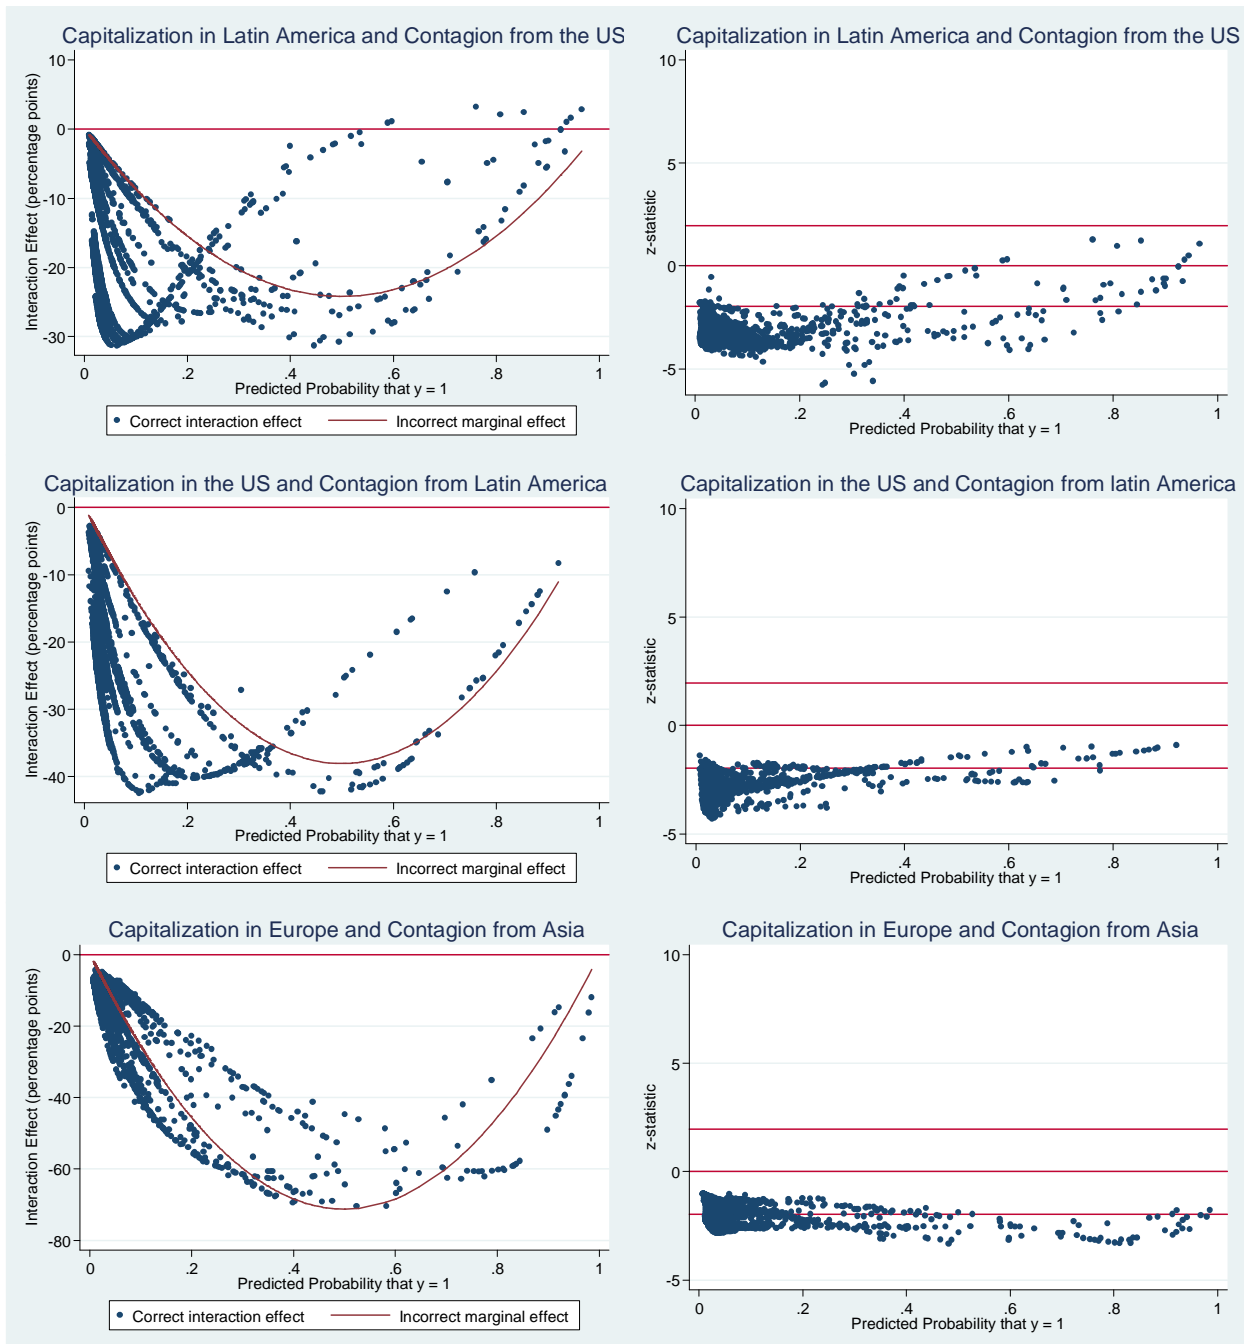 Capitalization in Latin America and Contagion from the US
10
0
-10
-20
-30
Interaction Effect (percentage points)
0 .2 .4 .6 .8 1
Predicted Probability that y = 1
Correct interaction effect Incorrect marginal effect
Capitalization in Latin America and Contagion from the US
10
5
0
-5
z-statistic
0 .2 .4 .6 .8 1
Predicted Probability that y = 1
Capitalization in the US and Contagion from Latin America
0
-10
-20
-30
-40
Interaction Effect (percentage points)
0 .2 .4 .6 .8 1
Predicted Probability that y = 1
Correct interaction effect Incorrect marginal effect
Capitalization in the US and Contagion from latin America
10
5
0
-5
z-statistic
0 .2 .4 .6 .8 1
Predicted Probability that y = 1
Capitalization in Europe and Contagion from Asia
0
-20
-40
-60
-80
Interaction Effect (percentage points)
0 .2 .4 .6 .8 1
Predicted Probability that y = 1
Correct interaction effect Incorrect marginal effect
Capitalization in Europe and Contagion from Asia
10
5
0
-5
z-statistic
0 .2 .4 .6 .8 1
Predicted Probability that y = 1